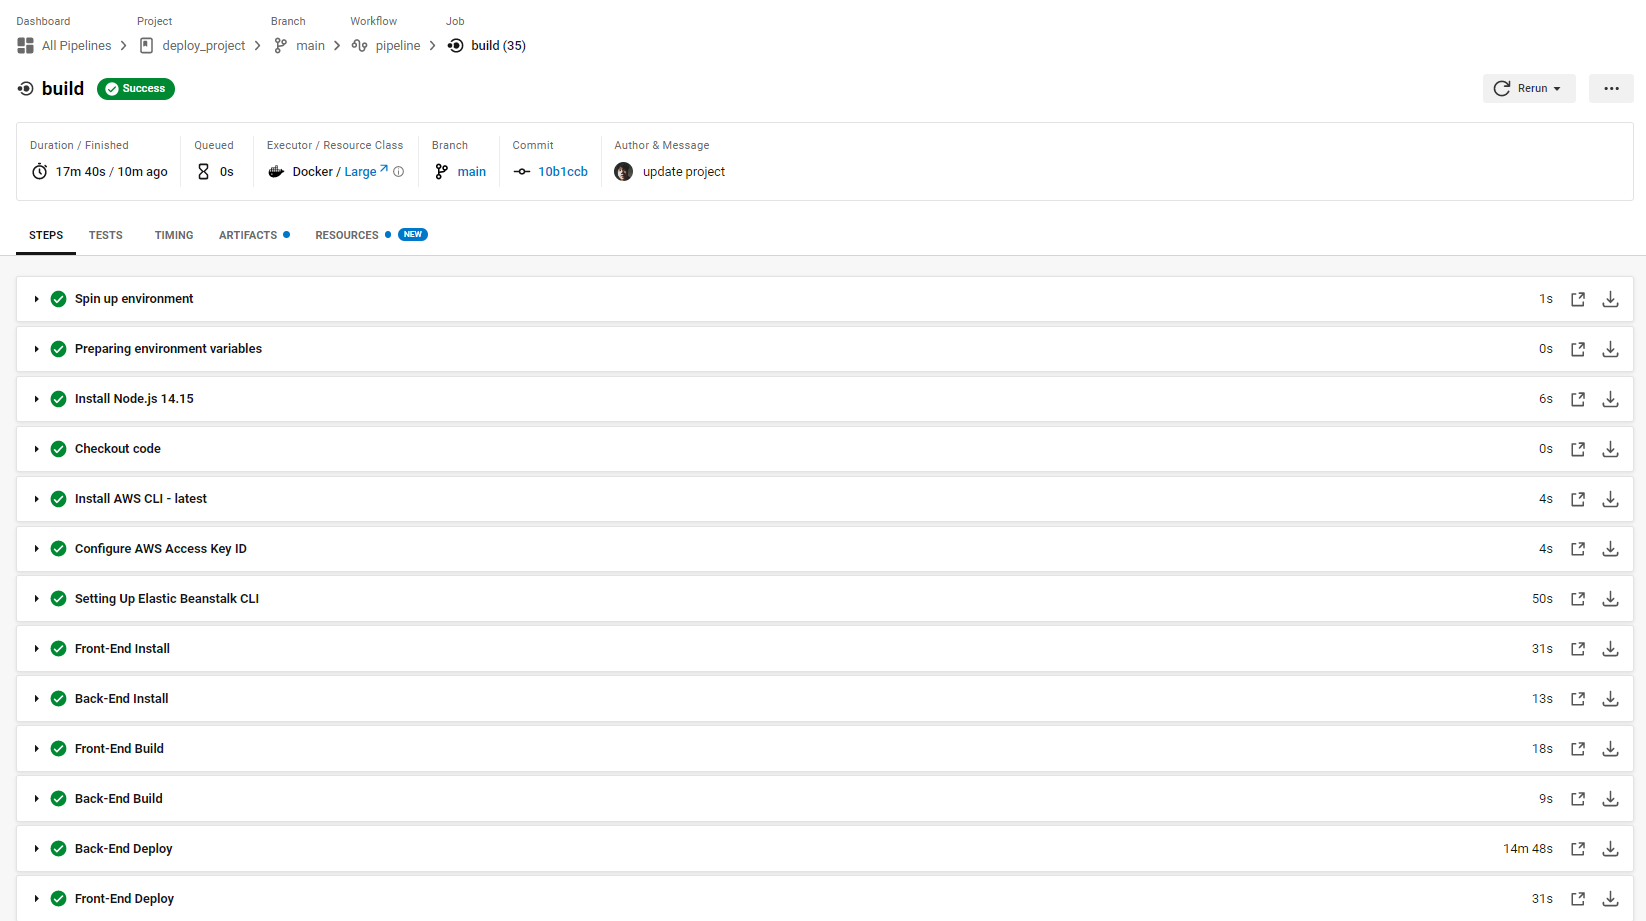 Dashboard Project Branch Workflow Job
All Pipelines deploy_project main pipeline build (35)
build Success Rerun
Duration / Finished Queued Executor / Resource Class Branch Commit Author & Message
17m 40s / 10m ago 0s Docker / Large main 10b1ccb update project
STEPS TESTS TIMING ARTIFACTS RESOURCES NEW
Spin up environment 1s
Preparing environment variables 0s
Install Node.js 14.15 6s
Checkout code 0s
Install AWS CLI - latest 4s
Configure AWS Access Key ID 4s
Setting Up Elastic Beanstalk CLI 50s
Front-End Install 31s
Back-End Install 13s
Front-End Build 18s
Back-End Build 9s
Back-End Deploy 14m 48s
Front-End Deploy 31s